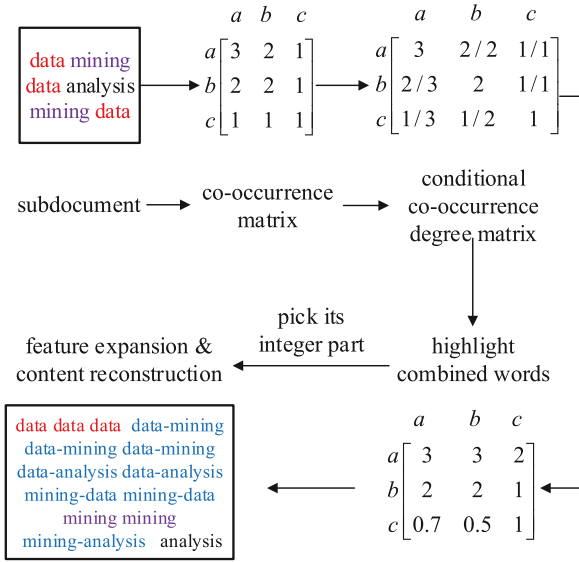 a b c
a b c
data mining
data analysis
mining data
a 3 2 1
b 2 2 1
c 1 1 1
a 3 2/2 1/1
b 2/3 2 1/1
c 1/3 1/2 1
subdocument
co-occurrence
matrix
conditional
co-occurrence
degree matrix
pick its
integer part
feature expansion &
content reconstruction
highlight
combined words
data data data data-mining
data-mining data-mining
data-analysis data-analysis
mining-data mining-data
mining mining
mining-analysis analysis
a b c
a 3 3 2
b 2 2 1
c 0.7 0.5 1